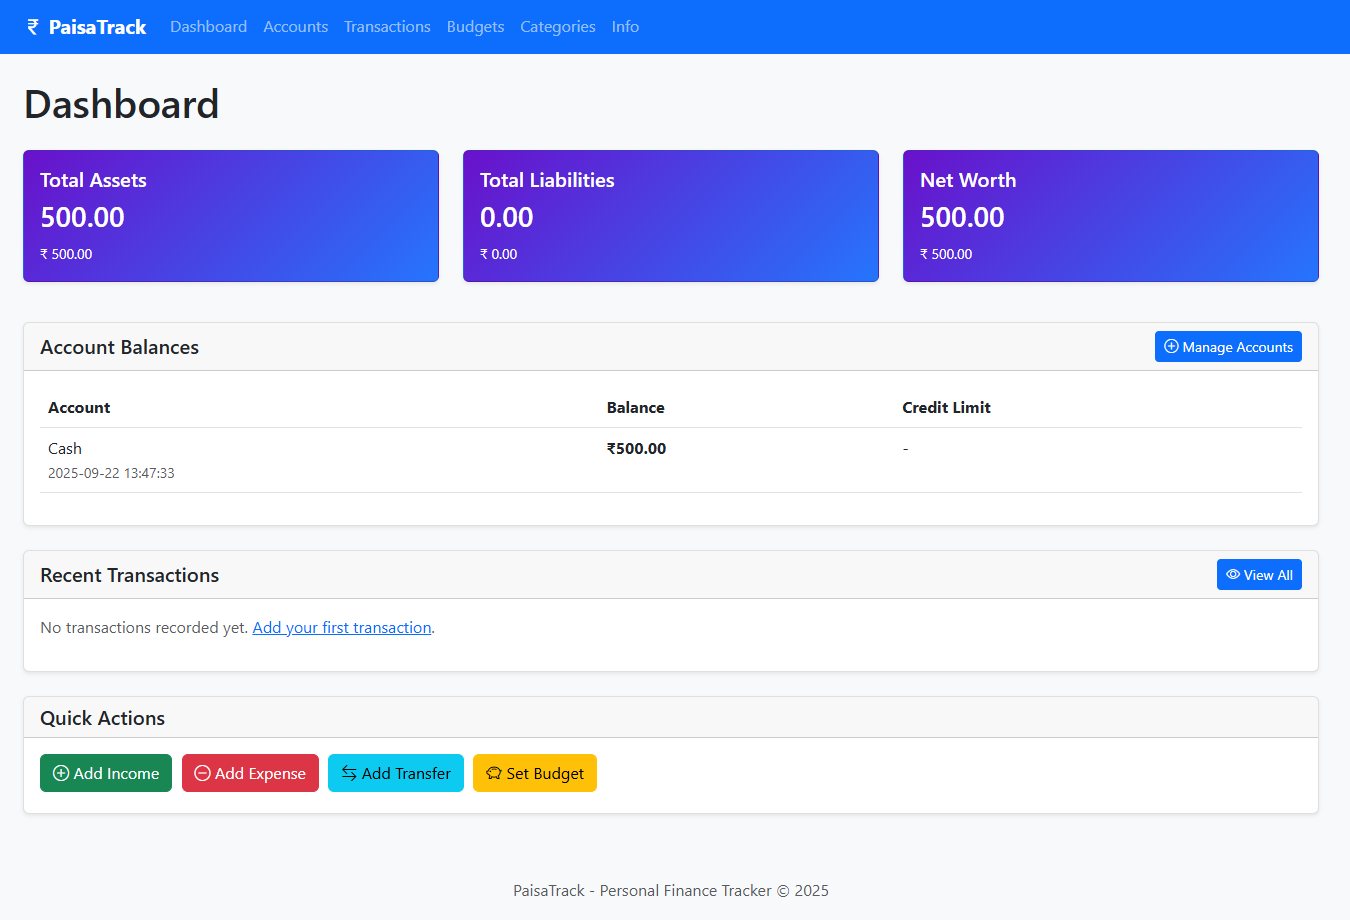 ₹ PaisaTrack Dashboard Accounts Transactions Budgets Categories Info
Dashboard
Total Assets
500.00
₹ 500.00
Total Liabilities
0.00
₹ 0.00
Net Worth
500.00
₹ 500.00
Account Balances
Manage Accounts
Account Balance Credit Limit
Cash ₹500.00 -
2025-09-22 13:47:33
Recent Transactions
View All
No transactions recorded yet. Add your first transaction.
Quick Actions
Add Income Add Expense Add Transfer Set Budget
PaisaTrack - Personal Finance Tracker © 2025